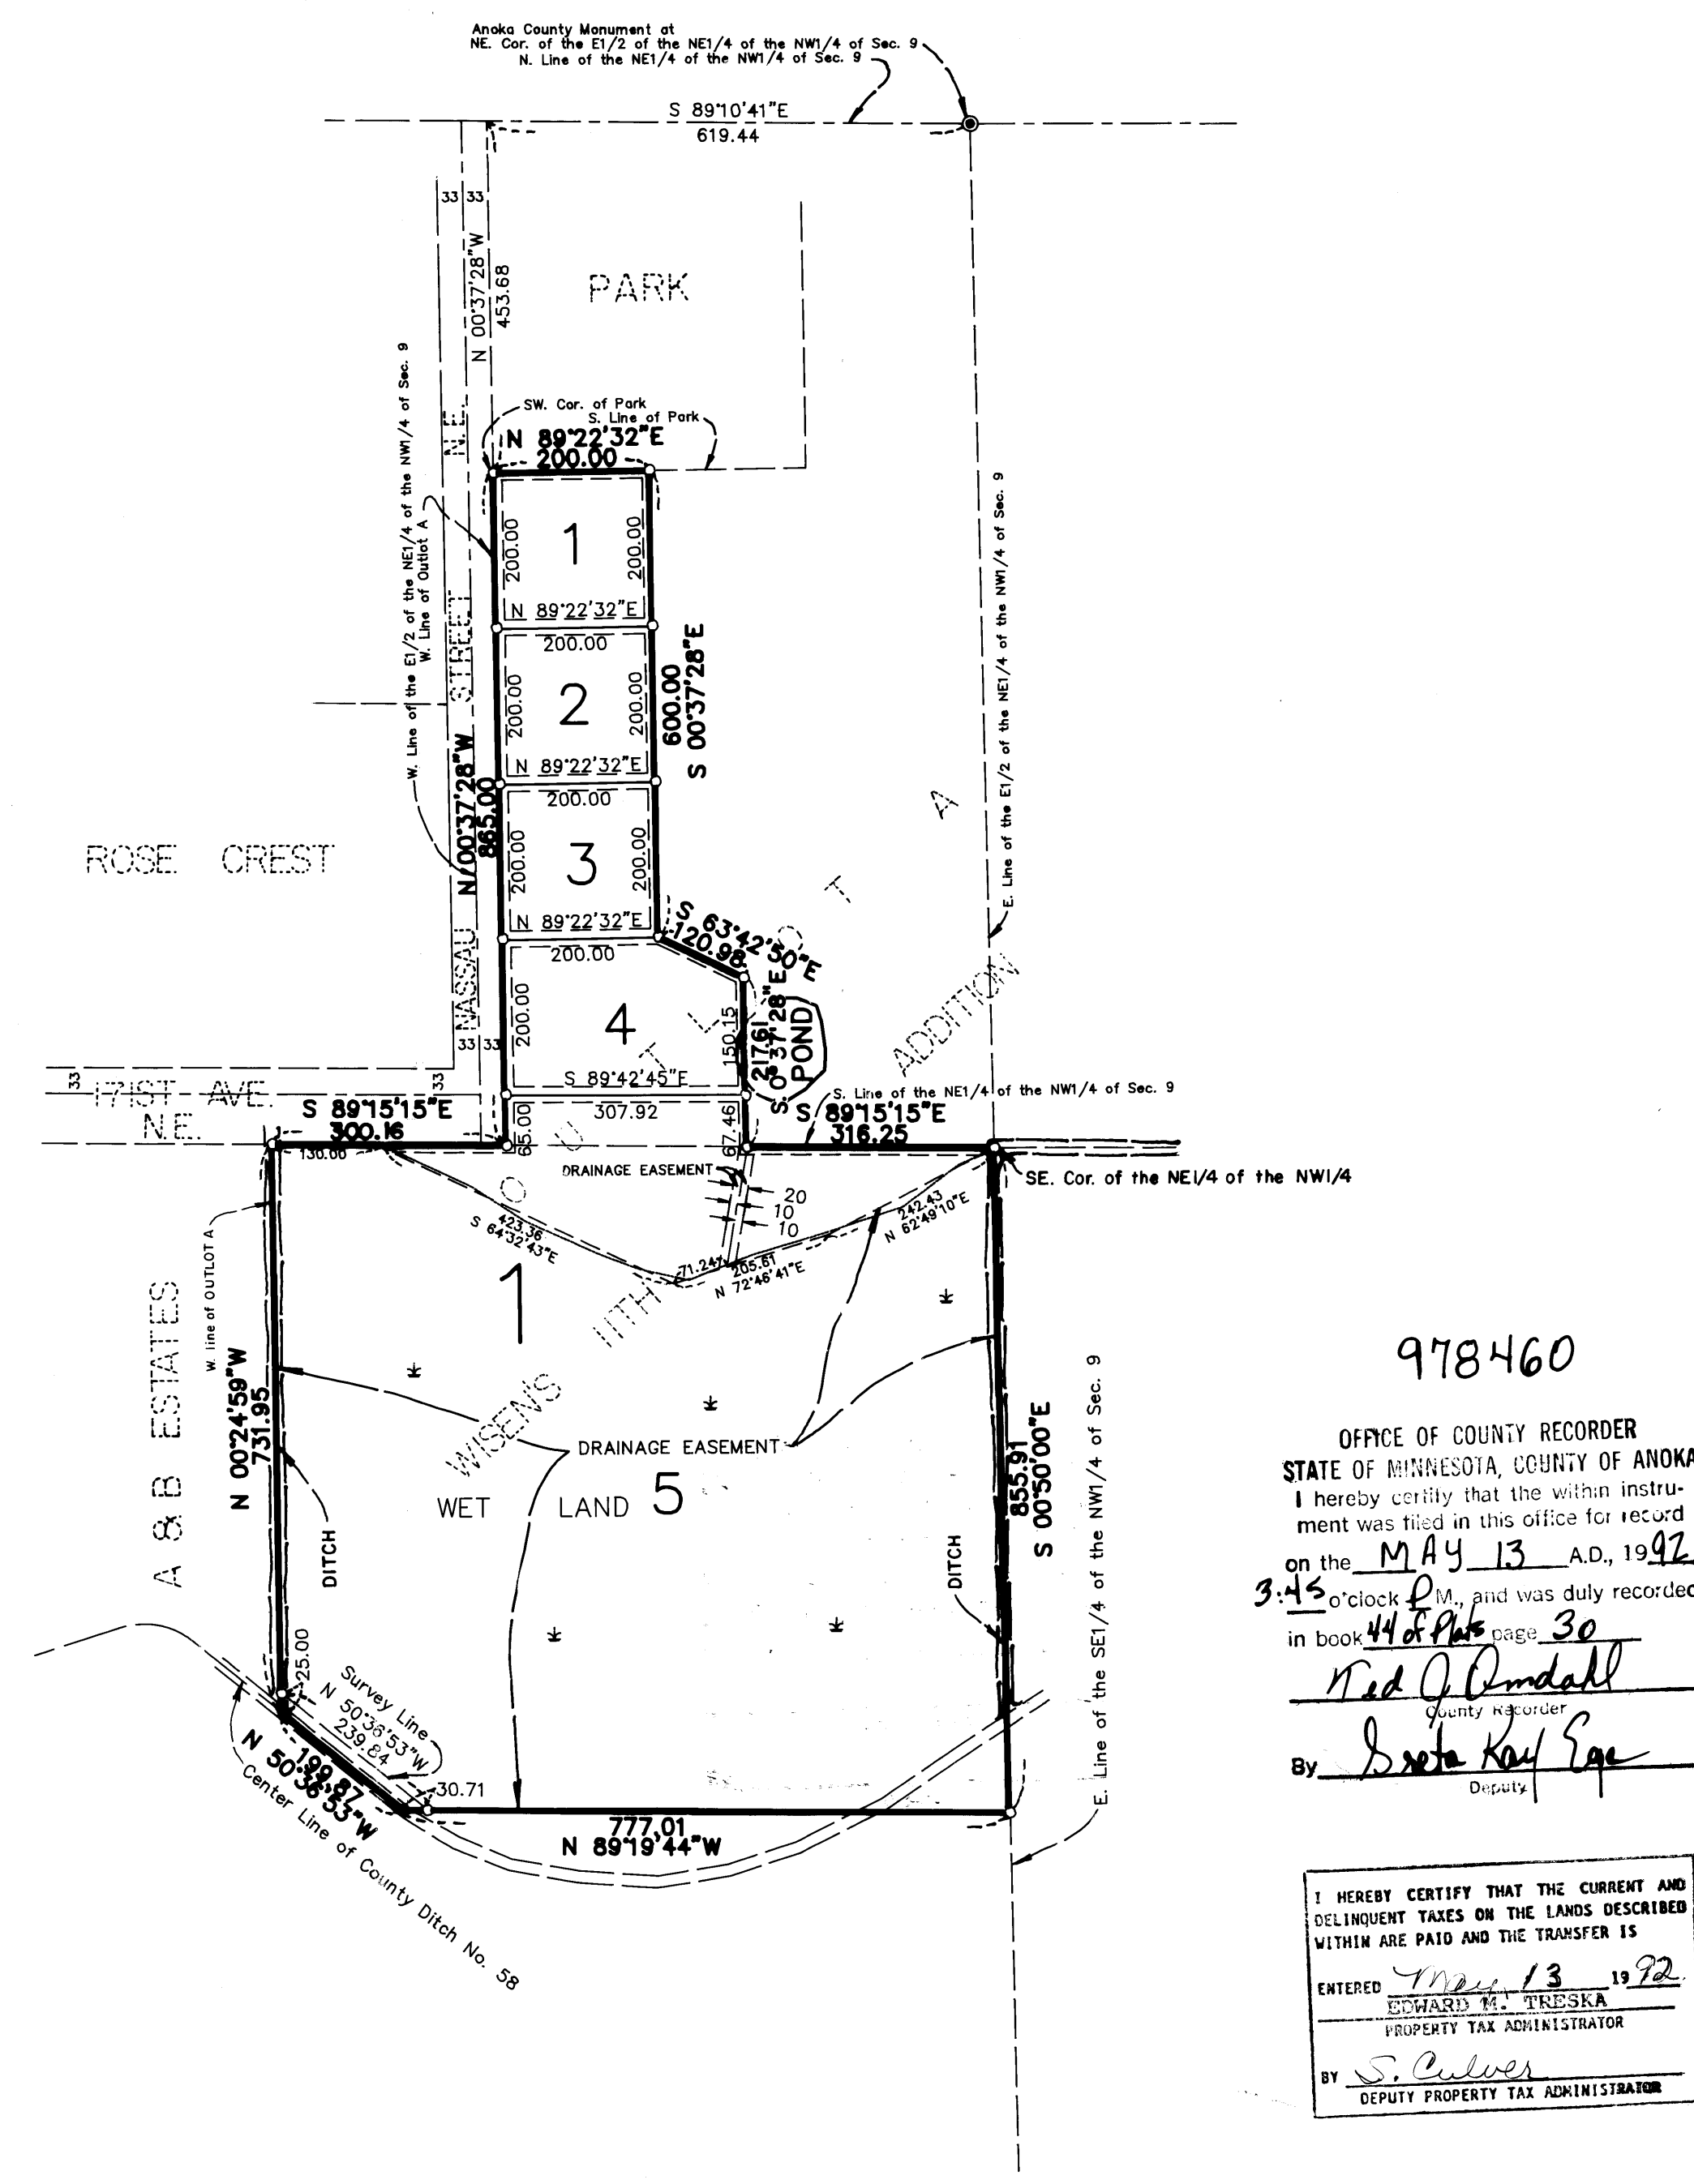 Anoka County Monument at
NE. Cor. of the E1/2 of the NE1/4 of the NW1/4 of Sec. 9
N. Line of the NE1/4 of the NW1/4 of Sec. 9
S 89°10'41"E
619.44
33 33
N 00°37'28"W
453.68
PARK
W. Line of the E1/2 of the NE1/4 of the NW1/4 of Sec. 9
W. Line of Outlot A
SW. Cor. of Park
S. Line of Park
N 89°22'32"E
200.00
NASSAU STREET N.E.
200.00
1
200.00
N 89°22'32"E
200.00
200.00
2
200.00
N 89°22'32"E
200.00
600.00
S 00°37'28"E
N 00°37'28"W
865.00
E. Line of the E1/2 of the NE1/4 of the NW1/4 of Sec. 9
ROSE CREST
200.00
3
200.00
N 89°22'32"E
200.00
S 63°42'50"E
120.98
OUTLOT A
200.00
4
150.15
217.61
S. 0°37'28"E
POND
ADDITION
33 33
S 89°42'45"E
307.92
S. Line of the NE1/4 of the NW1/4 of Sec. 9
33
33
171ST AVE.
N.E.
S 89°15'15"E
300.16
130.00
65.00
67.46
S 89°15'15"E
316.25
SE. Cor. of the NE1/4 of the NW1/4
DRAINAGE EASEMENT
20
10
10
423.36
S 64°32'43"E
71.24
205.61
N 72°46'41"E
242.43
N 62°49'10"E
W. line of OUTLOT A
1
11TH
WISEN'S
A & B ESTATES
N 00°24'59"W
731.95
DRAINAGE EASEMENT
WET LAND 5
DITCH
DITCH
855.91
S 00°50'00"E
E. Line of the SE1/4 of the NW1/4 of Sec. 9
25.00
Survey Line
N 50°36'53"W
239.84
199.87
N 50°36'53"W
Center Line of County Ditch No. 58
30.71
777.01
N 89°19'44"W
978460
OFFICE OF COUNTY RECORDER
STATE OF MINNESOTA, COUNTY OF ANOKA
I hereby certify that the within instru-
ment was filed in this office for record
on the MAY 13 A.D., 1992
3:45 o'clock P M., and was duly recorded
in book 44 of Plats page 30
Ted J Omdahl
County Recorder
By Greta Kay
Deputy
I HEREBY CERTIFY THAT THE CURRENT AND
DELINQUENT TAXES ON THE LANDS DESCRIBED
WITHIN ARE PAID AND THE TRANSFER IS
ENTERED May 13 1992
EDWARD M. TRESKA
PROPERTY TAX ADMINISTRATOR
BY S. Culver
DEPUTY PROPERTY TAX ADMINISTRATOR